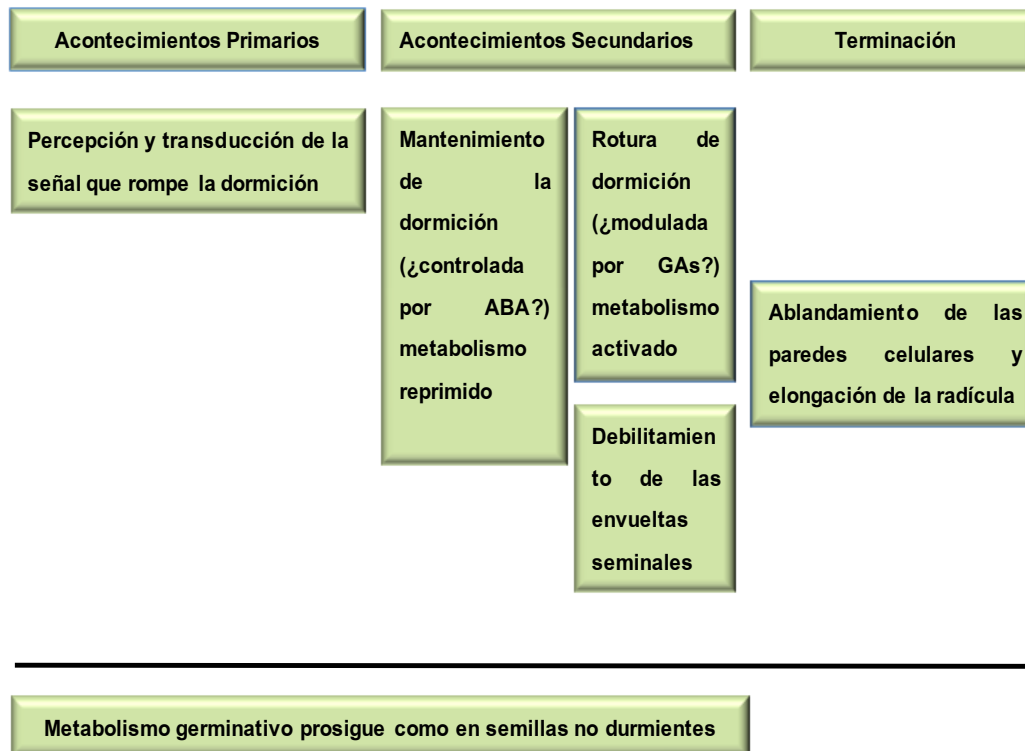 Acontecimientos Primarios
Acontecimientos Secundarios
Terminación
Percepción y transducción de la
señal que rompe la dormición
Mantenimiento
de la
dormición
(¿controlada
por ABA?)
metabolismo
reprimido
Rotura de
dormición
(¿modulada
por GAs?)
metabolismo
activado
Debilitamien
to de las
envueltas
seminales
Ablandamiento de las
paredes celulares y
elongación de la radícula
Metabolismo germinativo prosigue como en semillas no durmientes